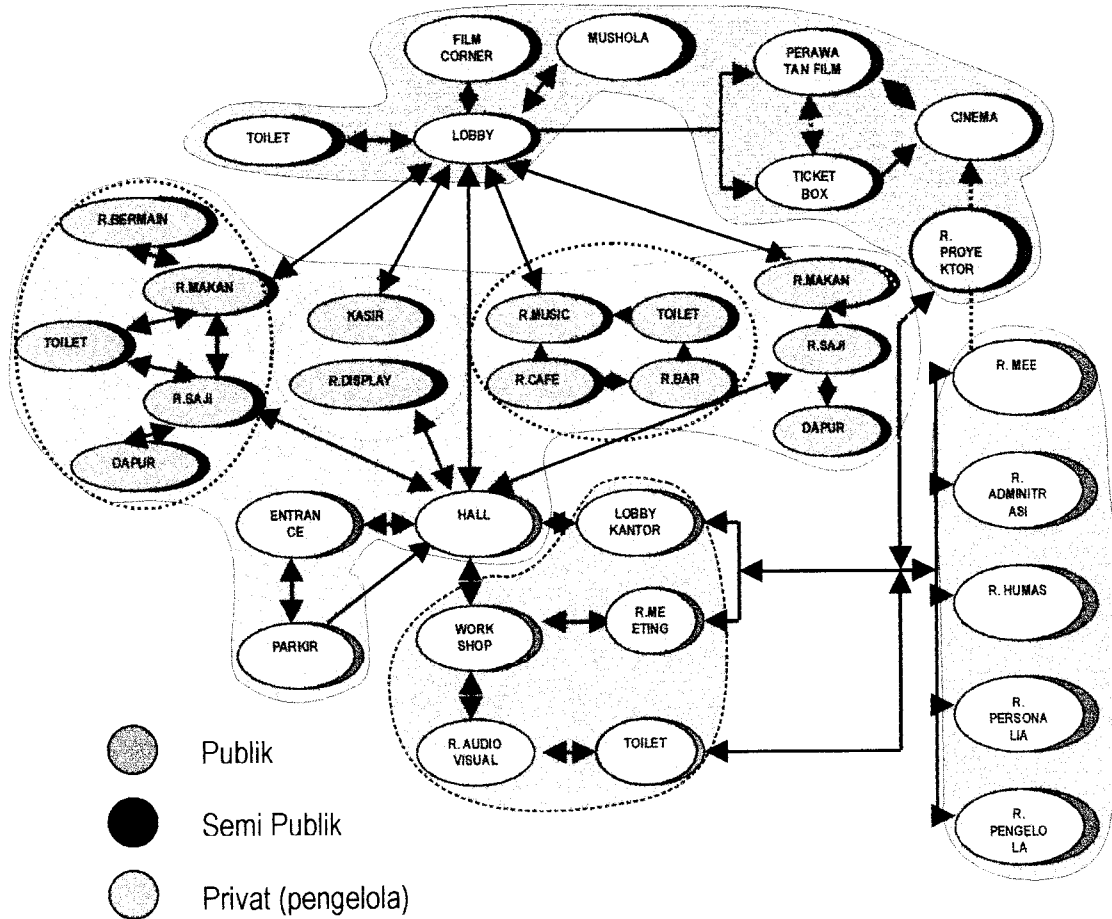 FILM
CORNER
MUSHOLA
PERAWA
TAN FILM
TOILET
LOBBY
CINEMA
TICKET
BOX
R.BERMAIN
R.MAKAN
KASIR
R.MUSIC
TOILET
R.MAKAN
R.
PROYE
KTOR
TOILET
R.DISPLAY
R.CAFE
R.BAR
R.SAJI
R. MEE
R.SAJI
DAPUR
DAPUR
ENTRAN
CE
HALL
LOBBY
KANTOR
R.
ADMINITR
ASI
PARKIR
WORK
SHOP
R.ME
ETING
R. HUMAS
R. AUDIO
VISUAL
TOILET
R.
PERSONA
LIA
R.
PENGELO
LA
Publik
Semi Publik
Privat (pengelola)